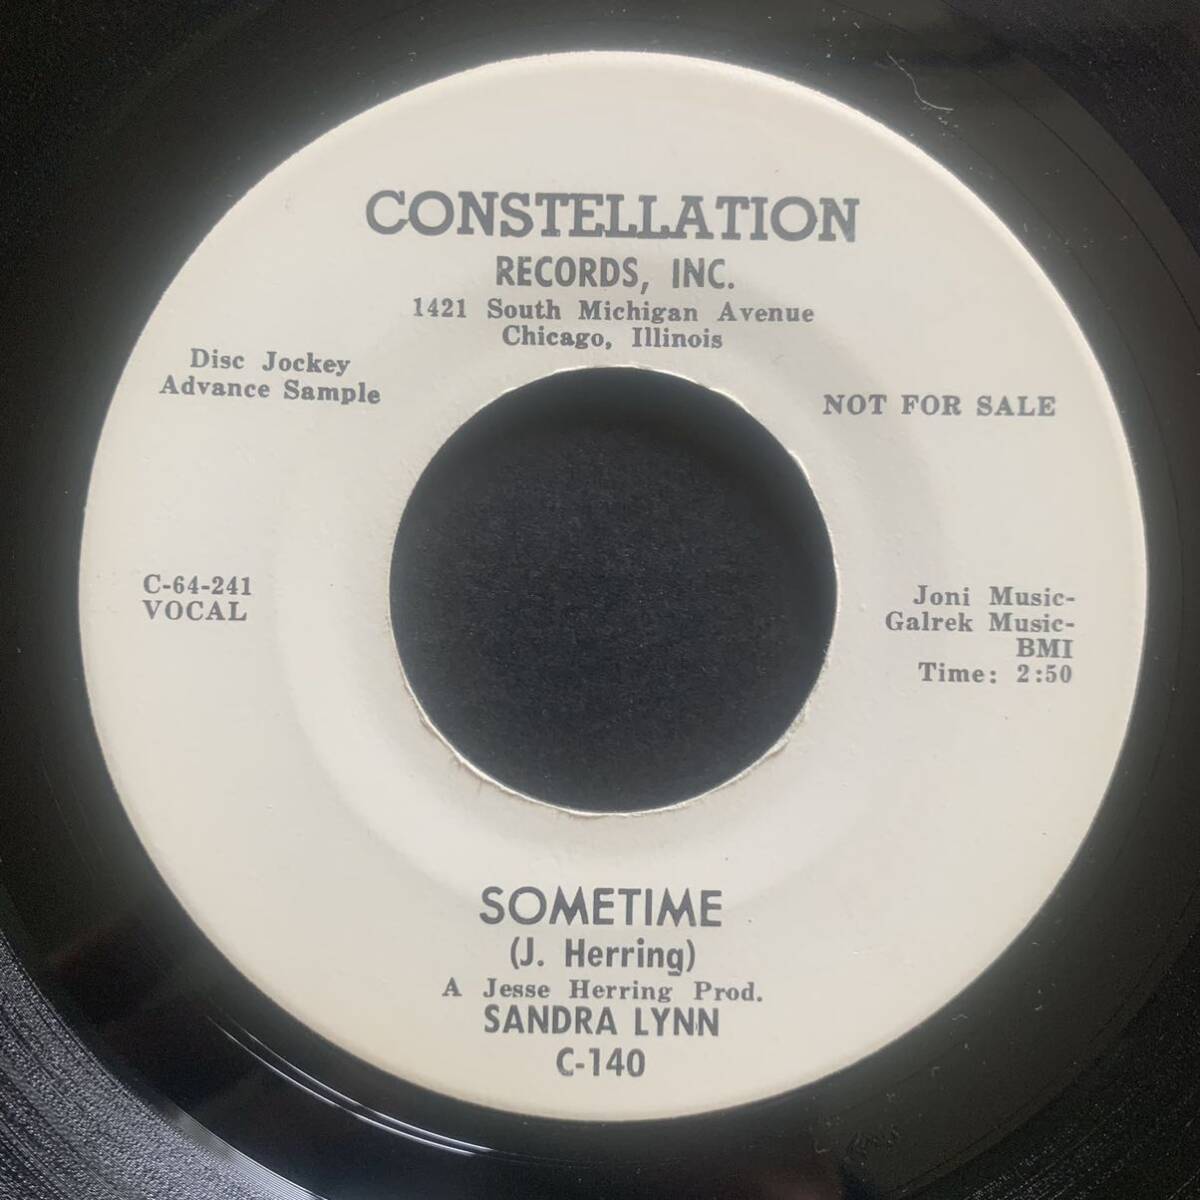 CONSTELLATION
RECORDS, INC.
1421 South Michigan Avenue
Chicago, Illinois
Disc Jockey
Advance Sample
NOT FOR SALE
C-64-241
VOCAL
Joni Music-
Galrek Music-
BMI
Time: 2:50
SOMETIME
(J. Herring)
A Jesse Herring Prod.
SANDRA LYNN
C-140